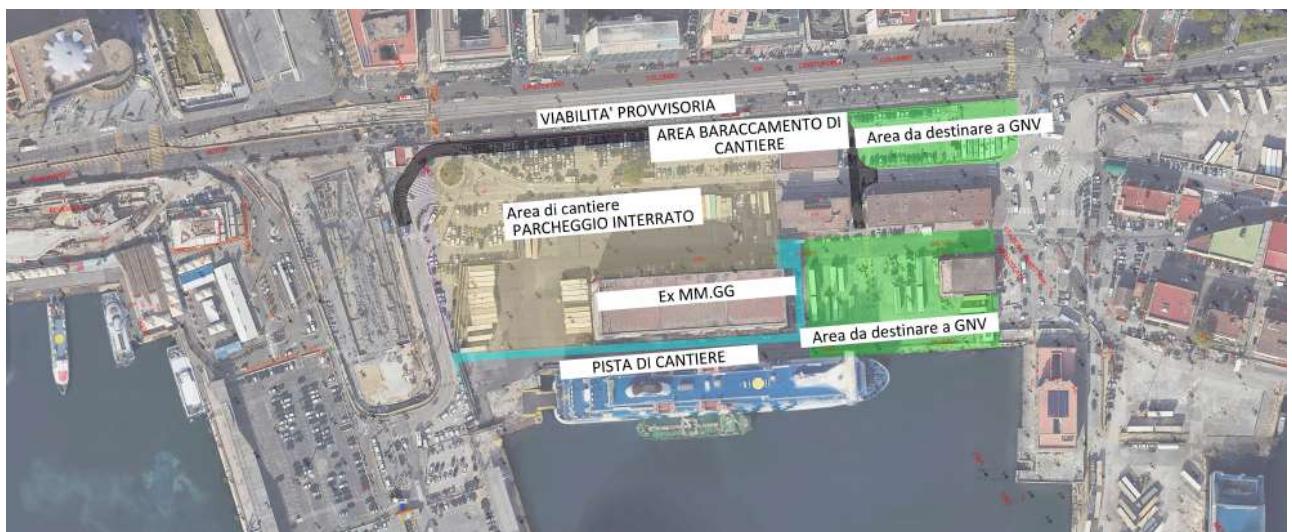 VIABILITA' PROVVISORIA
AREA BARACCAMENTO DI
CANTIERE
Area da destinare a GNV
Area di cantiere
PARCHEGGIO INTERRATO
Ex MM.GG
Area da destinare a GNV
PISTA DI CANTIERE